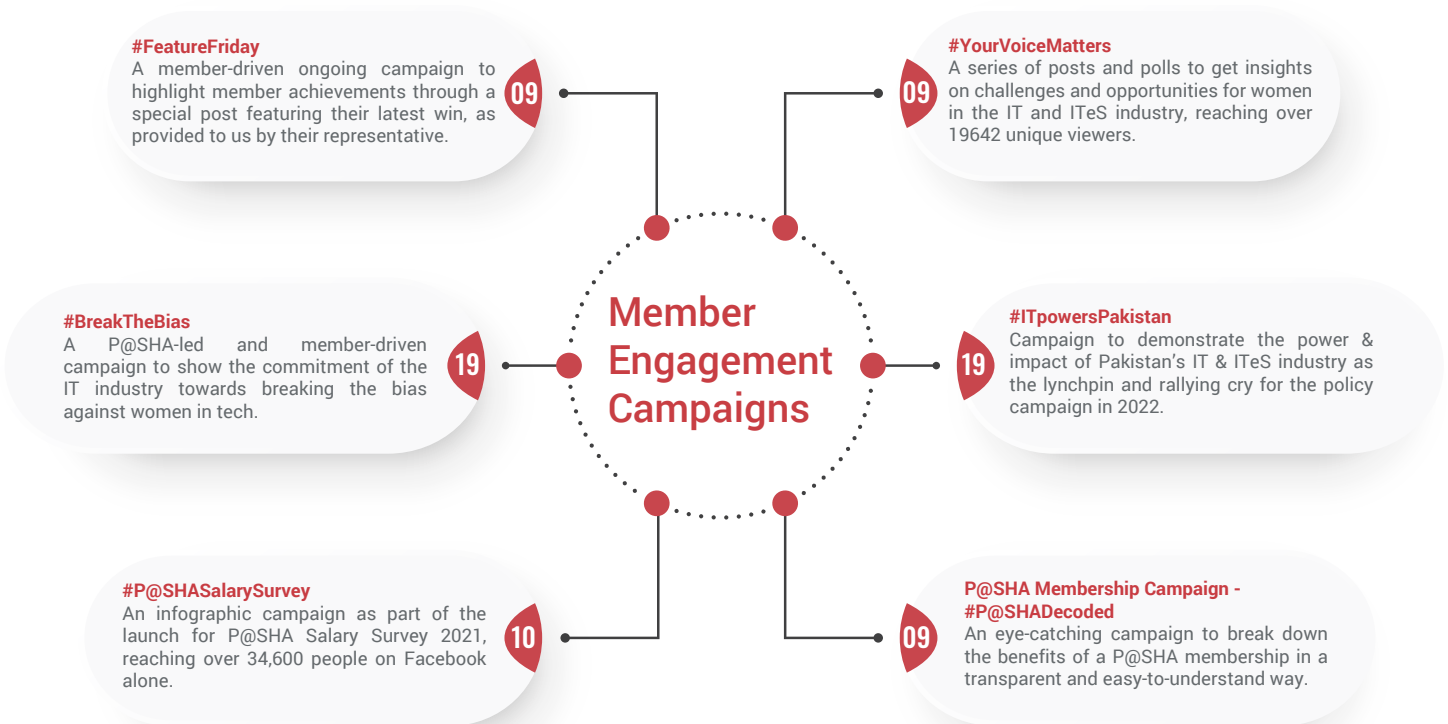 #FeatureFriday
A member-driven ongoing campaign to
highlight member achievements through a
special post featuring their latest win, as
provided to us by their representative.
09
#YourVoiceMatters
A series of posts and polls to get insights
on challenges and opportunities for women
in the IT and ITeS industry, reaching over
19642 unique viewers.
09
#BreakTheBias
A P@SHA-led and member-driven
campaign to show the commitment of the
IT industry towards breaking the bias
against women in tech.
19
Member
Engagement
Campaigns
#ITpowersPakistan
Campaign to demonstrate the power &
impact of Pakistan’s IT & ITeS industry as
the lynchpin and rallying cry for the policy
campaign in 2022.
19
#P@SHASalarySurvey
An infographic campaign as part of the
launch for P@SHA Salary Survey 2021,
reaching over 34,600 people on Facebook
alone.
10
P@SHA Membership Campaign -
#P@SHADecoded
An eye-catching campaign to break down
the benefits of a P@SHA membership in a
transparent and easy-to-understand way.
09